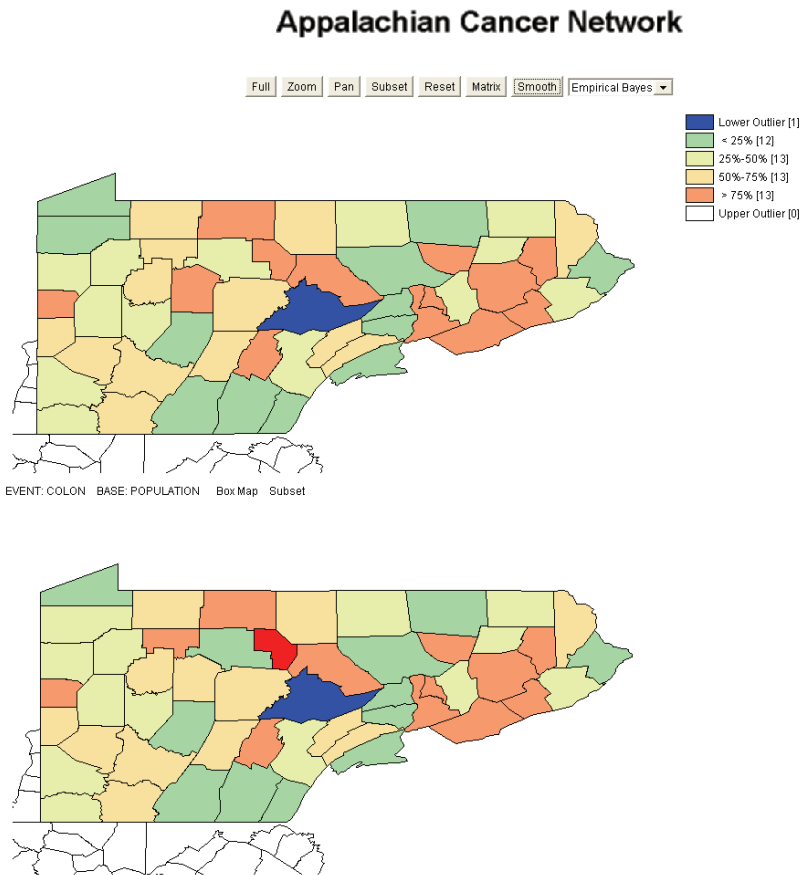 Appalachian Cancer Network
Full Zoom Pan Subset Reset Matrix Smooth Empirical Bayes
Lower Outlier [1]
< 25% [12]
25%-50% [13]
50%-75% [13]
> 75% [13]
Upper Outlier [0]
EVENT: COLON BASE: POPULATION Box Map Subset